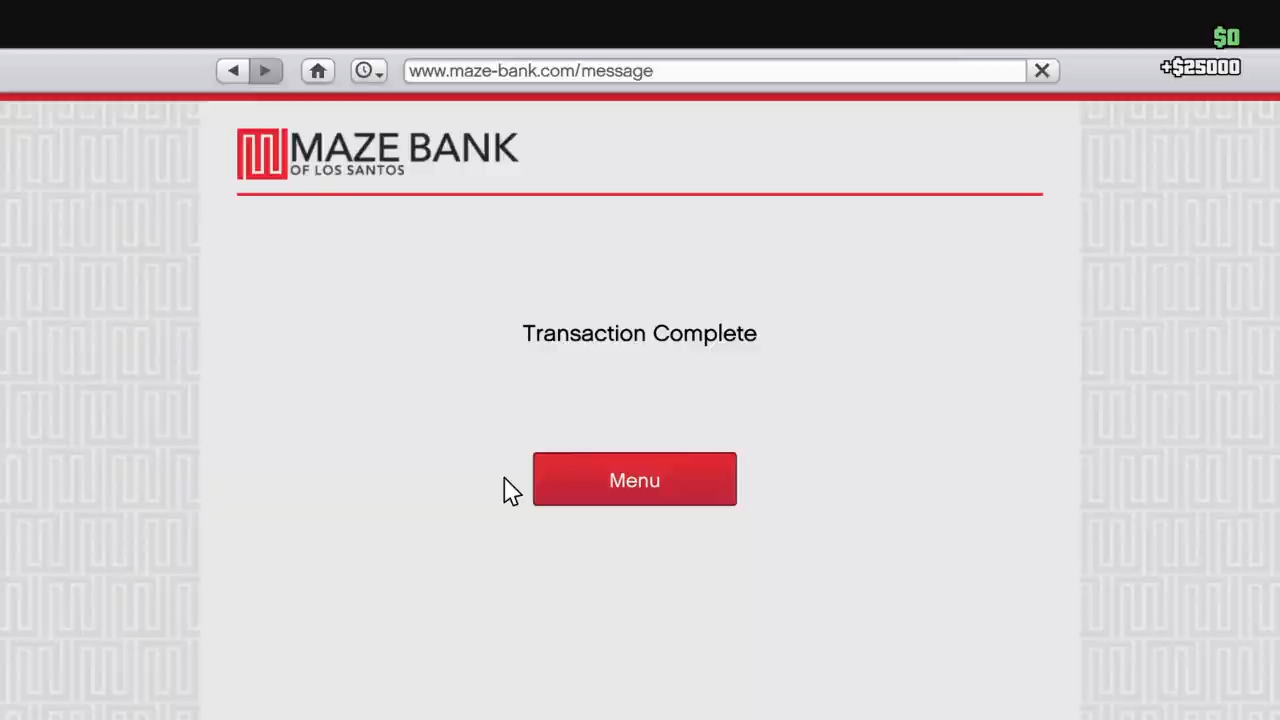 $0
www.maze-bank.com/message
+$25000
MAZE BANK
OF LOS SANTOS
Transaction Complete
Menu